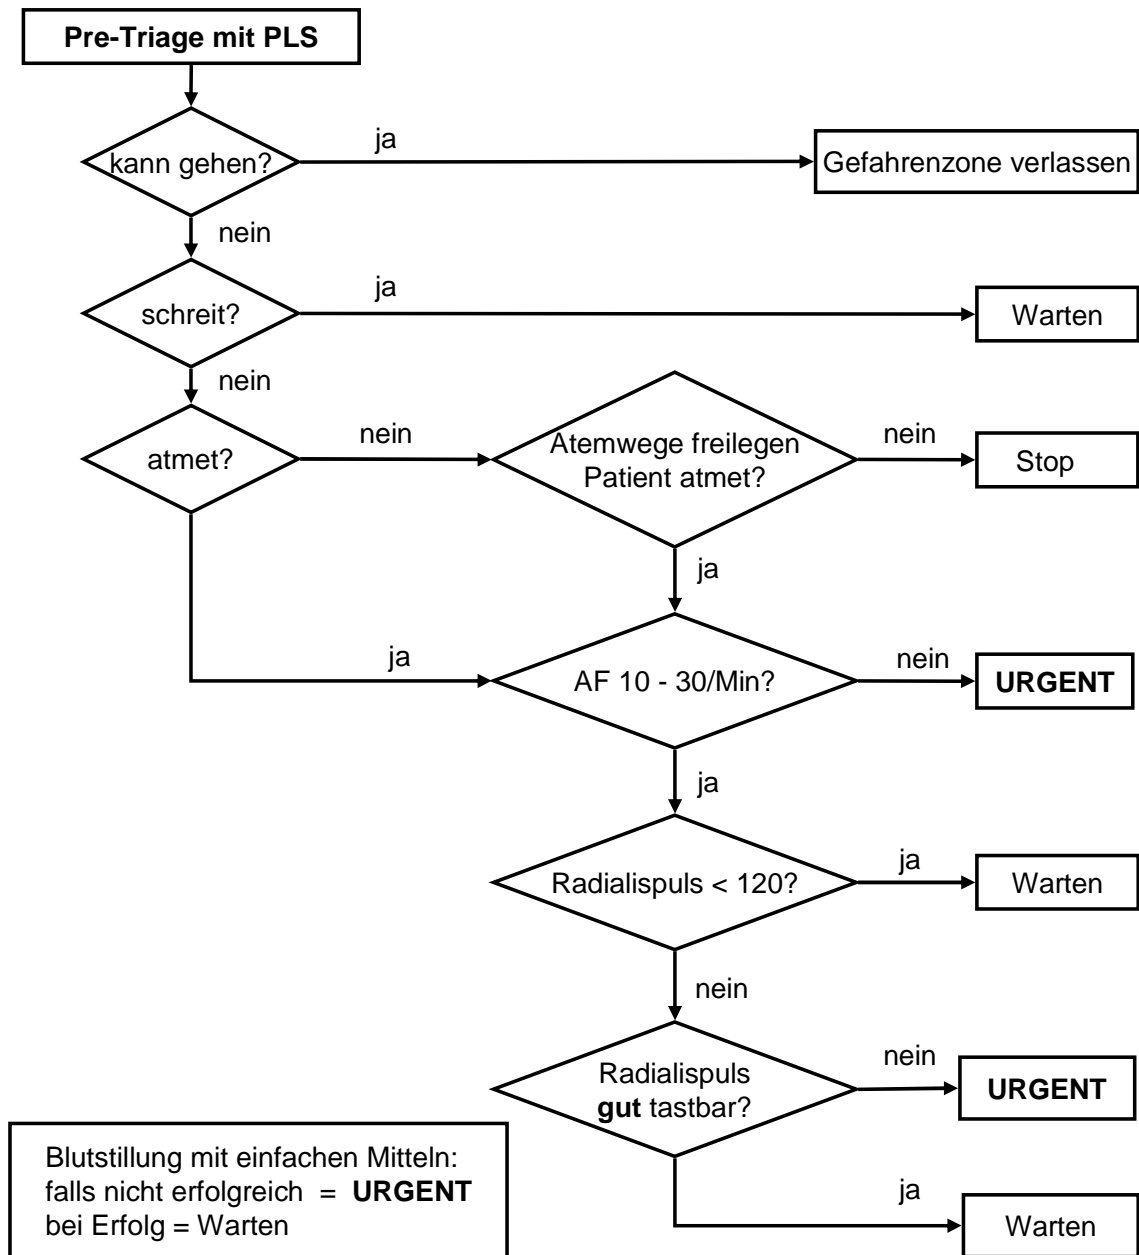 Pre-Triage mit PLS
kann gehen?
ja
Gefahrenzone verlassen
nein
schreit?
ja
Warten
nein
atmet?
nein
Atemwege freilegen
Patient atmet?
nein
Stop
ja
ja
AF 10 - 30/Min?
nein
URGENT
ja
Radialispuls < 120?
ja
Warten
nein
Radialispuls
gut tastbar?
nein
URGENT
ja
Warten
Blutstillung mit einfachen Mitteln:
falls nicht erfolgreich = URGENT
bei Erfolg = Warten